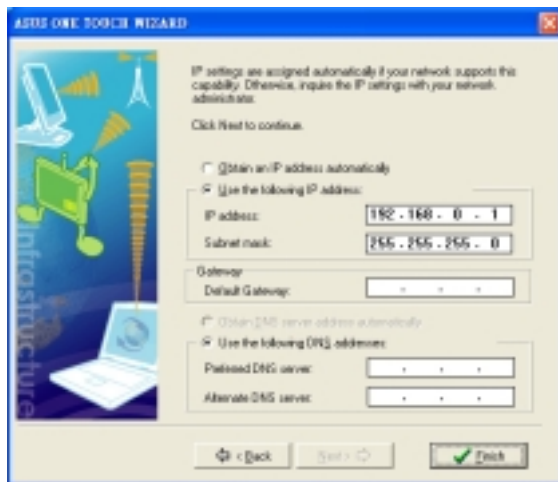 ASUS ONE TOUCH WIZARD
IP settings are assigned automatically if your network supports this
capability. Otherwise, inquire the IP settings with your network
administrator.
Click Next to continue.
Obtain an IP address automatically
Use the following IP address:
IP address: 192 . 168 . 0 . 1
Subnet mask: 255 . 255 . 255 . 0
Gateway
Default Gateway: . . .
Obtain DNS server address automatically
Use the following DNS addresses:
Preferred DNS server: . . .
Alternate DNS server: . . .
infrastructure
< Back
Next >
Finish